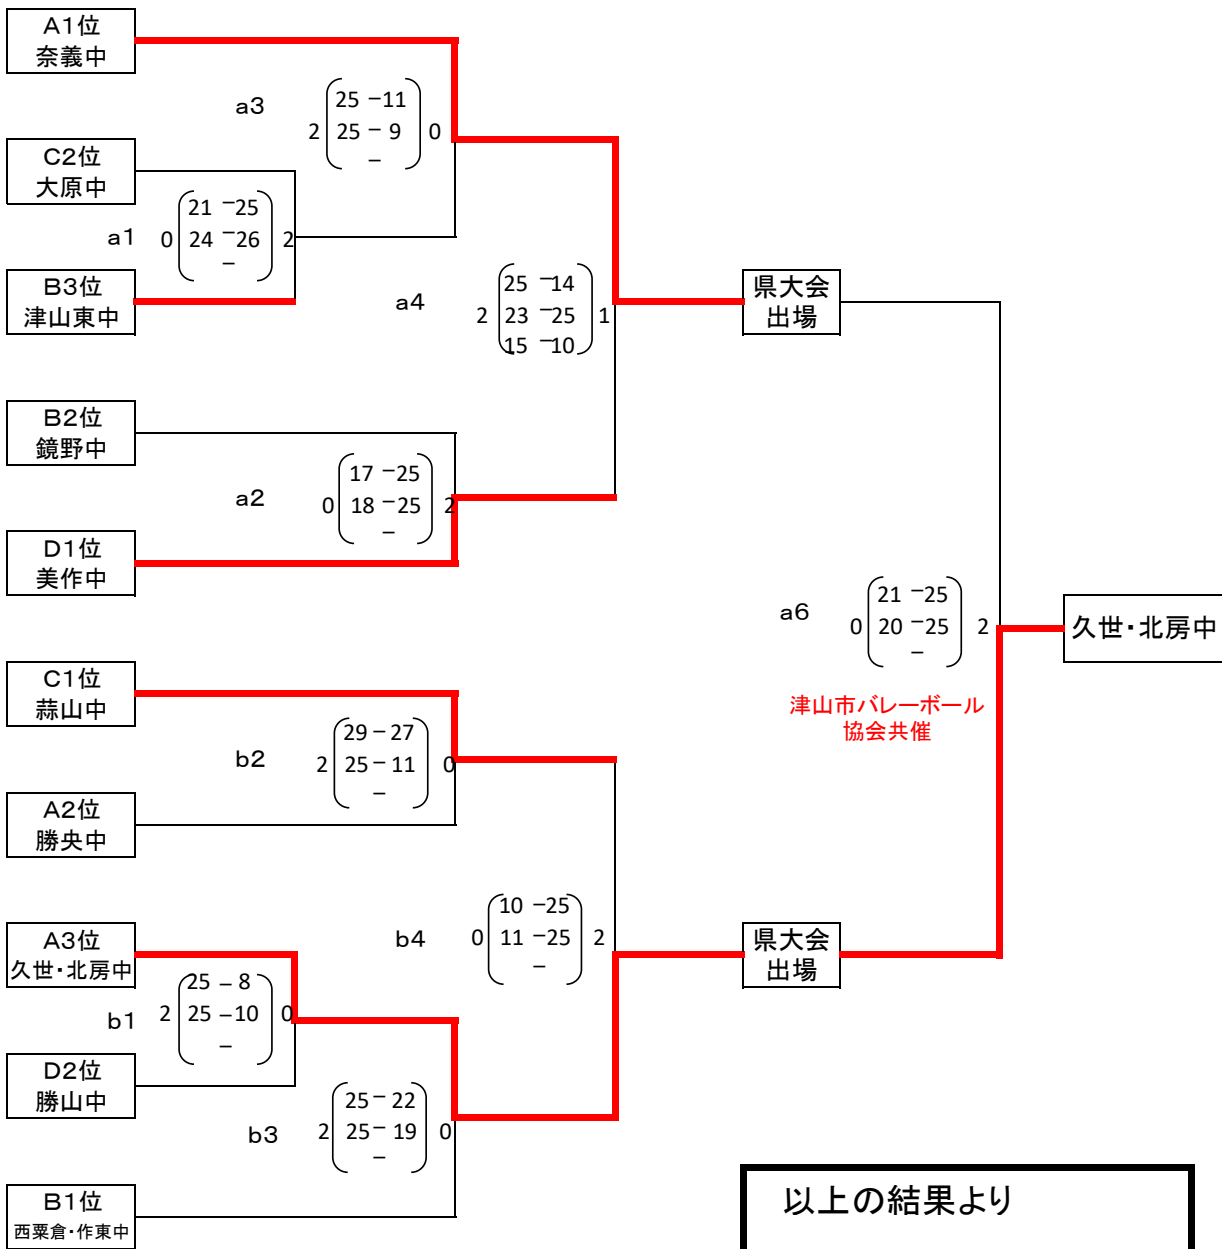 A1位
奈義中
a3
25 −11
2 25 − 9 0
−
C2位
大原中
a1
21 −25
0 24 −26 2
−
B3位
津山東中
a4
25 −14
2 23 −25 1
15 −10
県大会
出場
B2位
鏡野中
a2
17 −25
0 18 −25 2
−
D1位
美作中
a6
21 −25
0 20 −25 2
−
久世・北房中
津山市バレーボール
協会共催
C1位
蒜山中
b2
29 − 27
2 25 − 11 0
−
A2位
勝央中
b4
10 −25
0 11 −25 2
−
県大会
出場
A3位
久世・北房中
b1
25 − 8
2 25 −10 0
−
D2位
勝山中
b3
25 − 22
2 25 − 19 0
−
B1位
西粟倉・作東中
以上の結果より